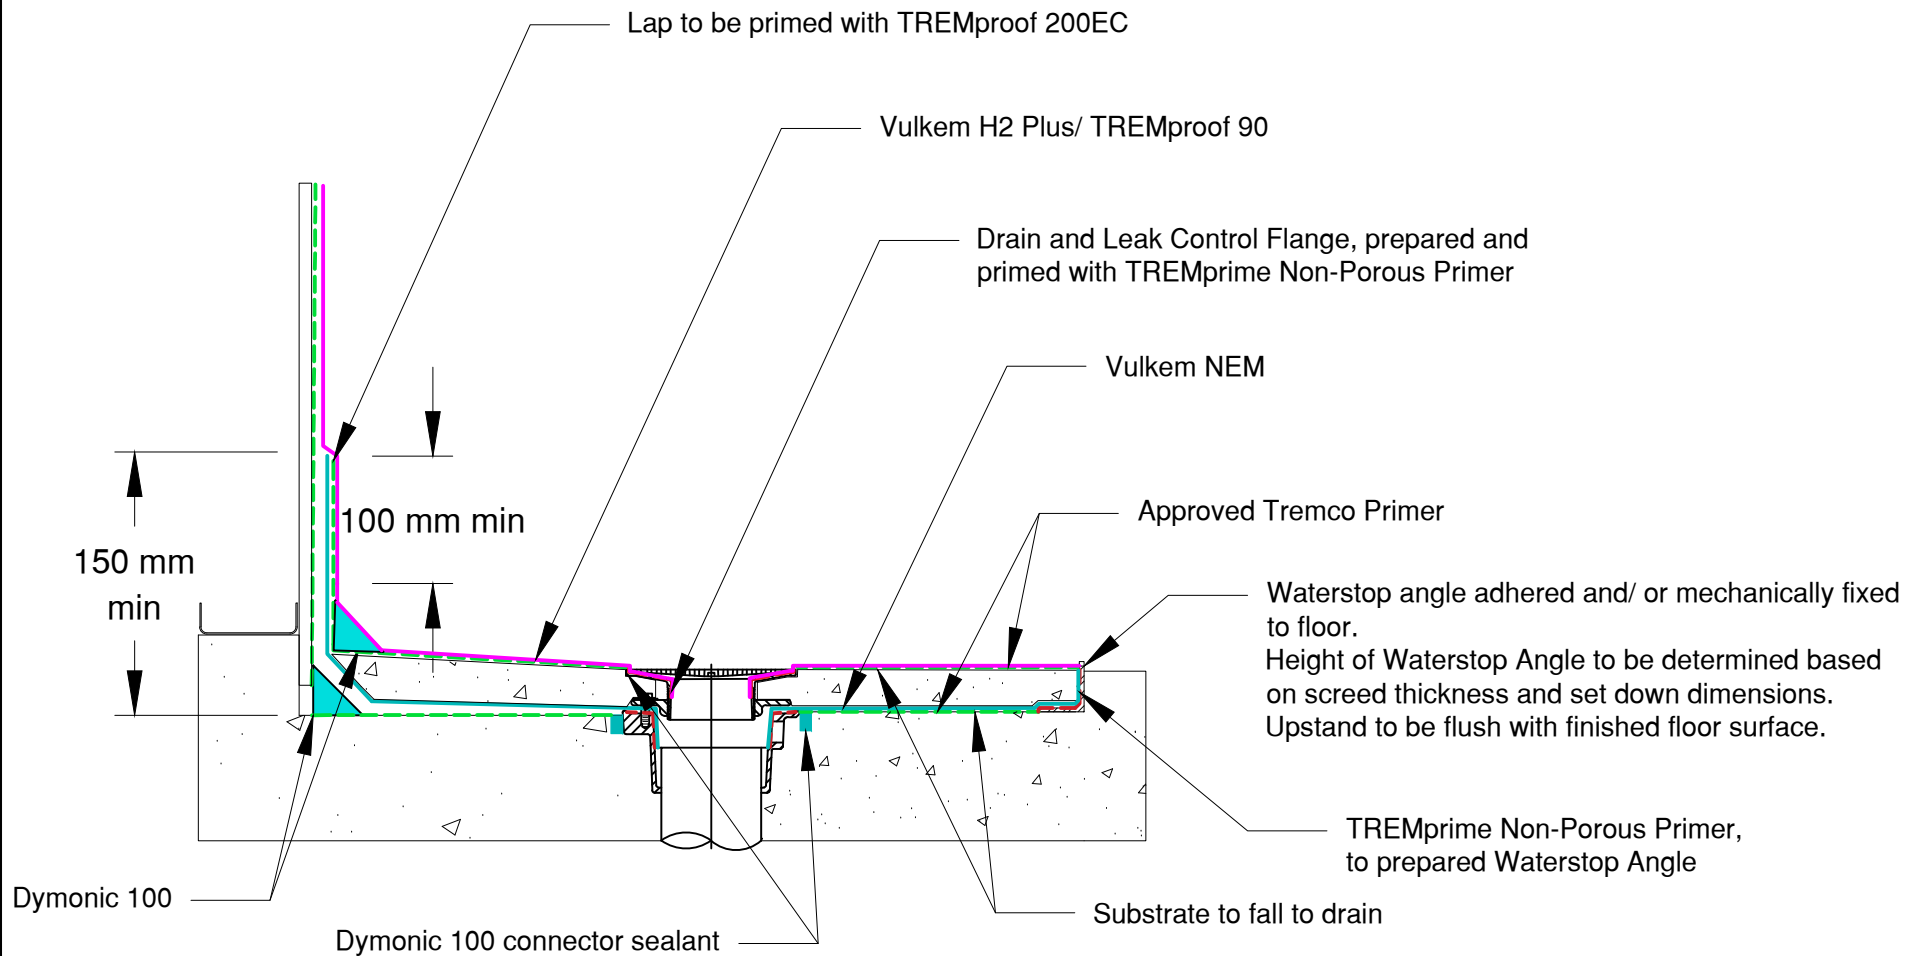 Lap to be primed with TREMproof 200EC
Vulkem H2 Plus/ TREMproof 90
Drain and Leak Control Flange, prepared and
primed with TREMprime Non-Porous Primer
Vulkem NEM
100 mm min
Approved Tremco Primer
150 mm
min
Waterstop angle adhered and/ or mechanically fixed
to floor.
Height of Waterstop Angle to be determined based
on screed thickness and set down dimensions.
Upstand to be flush with finished floor surface.
TREMprime Non-Porous Primer,
to prepared Waterstop Angle
Dymonic 100
Substrate to fall to drain
Dymonic 100 connector sealant